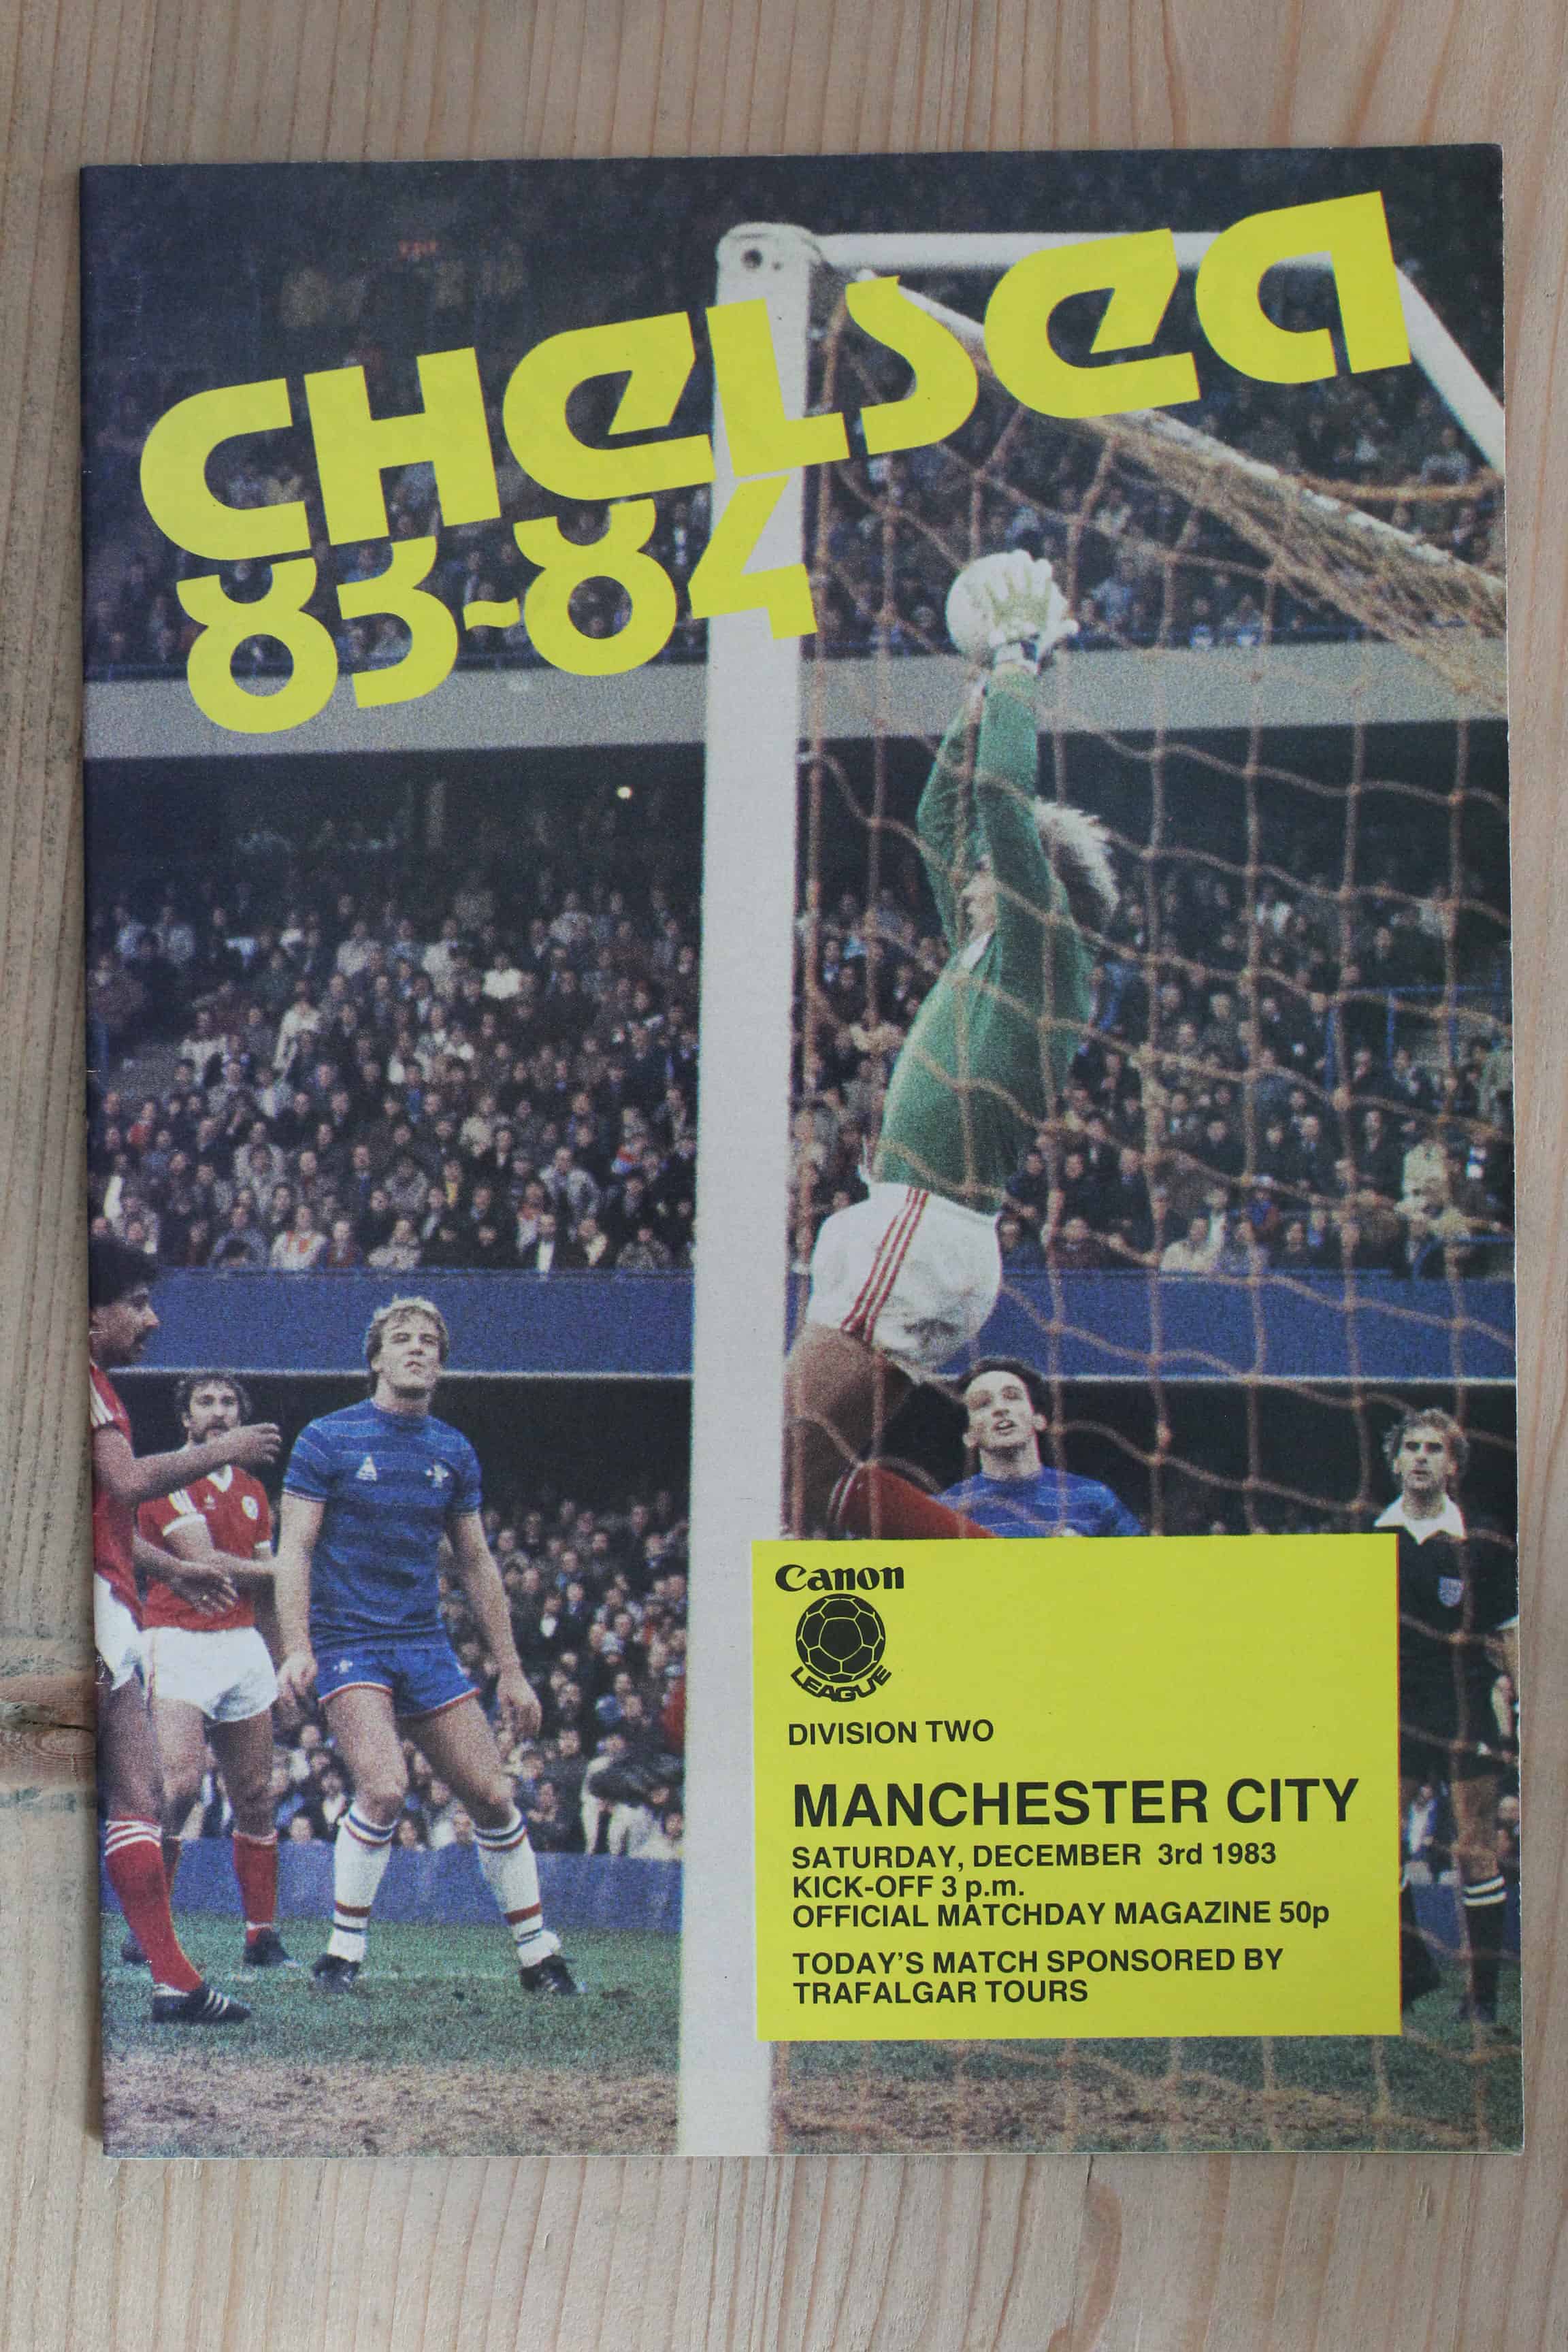 CHELSEA
83-84
Canon
LEAGUE
DIVISION TWO
MANCHESTER CITY
SATURDAY, DECEMBER 3rd 1983
KICK-OFF 3 p.m.
OFFICIAL MATCHDAY MAGAZINE 50p
TODAY'S MATCH SPONSORED BY
TRAFALGAR TOURS